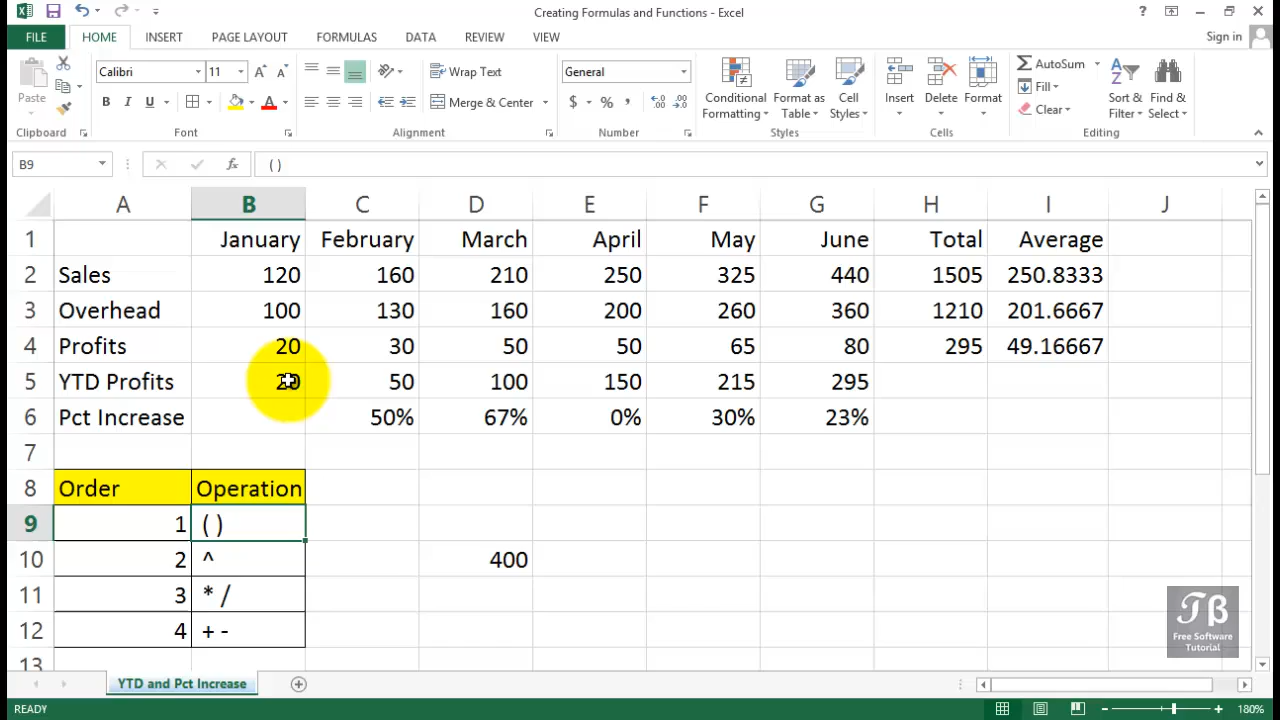 Creating Formulas and Functions - Excel
?
FILE HOME INSERT PAGE LAYOUT FORMULAS DATA REVIEW VIEW Sign in
Paste Calibri 11 A A Wrap Text General Conditional Formatting Format as Table Cell Styles Insert Delete Format AutoSum Sort & Filter Find & Select
B I U A Merge & Center $ % , Fill
Clear
Clipboard Font Alignment Number Styles Cells Editing
B9 fx ( )
A B C D E F G H I J
1 January February March April May June Total Average
2 Sales 120 160 210 250 325 440 1505 250.8333
3 Overhead 100 130 160 200 260 360 1210 201.6667
4 Profits 20 30 50 50 65 80 295 49.16667
5 YTD Profits 20 50 100 150 215 295
6 Pct Increase 50% 67% 0% 30% 23%
7
8 Order Operation
9 1 ( )
10 2 ^ 400
11 3 * /
12 4 + -
13
TB
Free Software
Tutorial
YTD and Pct Increase
READY 180%